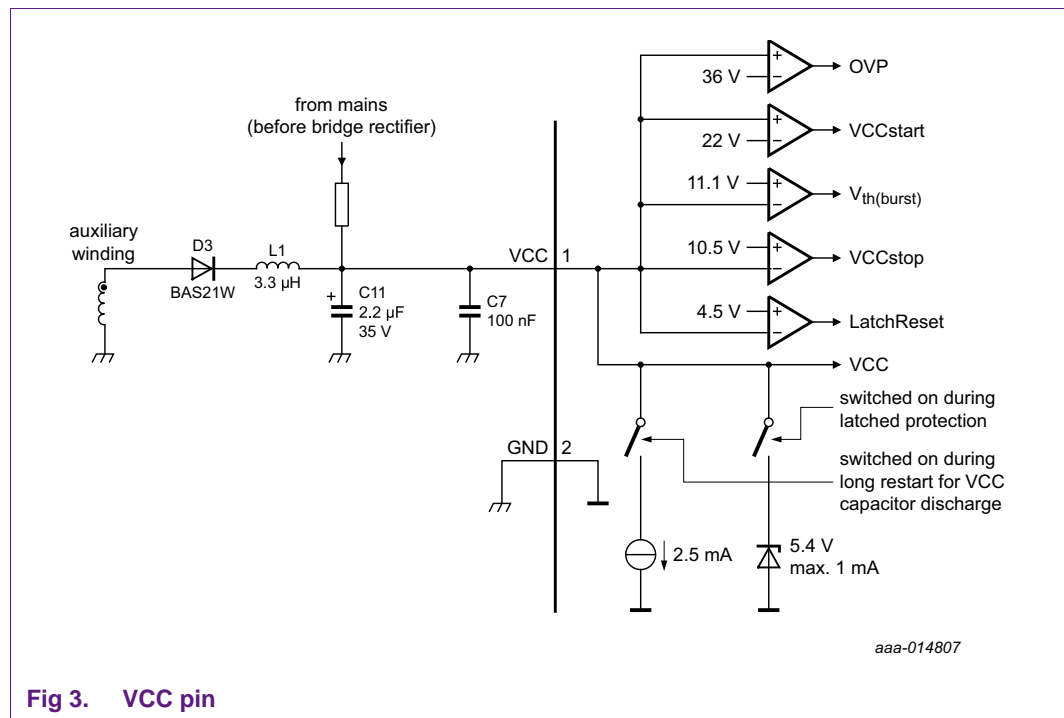 from mains
(before bridge rectifier)
auxiliary
winding
D3
BAS21W
L1
3.3 µH
+
C11
2.2 µF
35 V
C7
100 nF
VCC
1
GND
2
+
36 V
−
OVP
+
22 V
−
VCCstart
11.1 V
+
−
Vth(burst)
10.5 V
+
−
VCCstop
4.5 V
+
−
LatchReset
VCC
switched on during
latched protection
switched on during
long restart for VCC
capacitor discharge
2.5 mA
5.4 V
max. 1 mA
aaa-014807
Fig 3. VCC pin